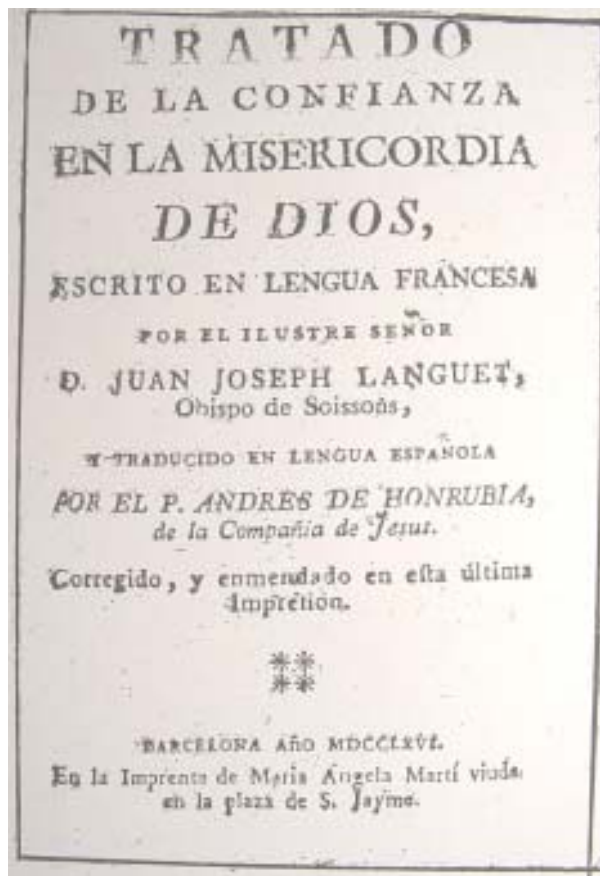 TRATADO
DE LA CONFIANZA
EN LA MISERICORDIA
DE DIOS,
ESCRITO EN LENGUA FRANCESA
POR EL ILUSTRE SEÑOR
D. JUAN JOSEPH LANGUET,
Obispo de Soissons,
Y TRADUCIDO EN LENGUA ESPAÑOLA
POR EL P. ANDRES DE HONRUBIA,
de la Compañia de Jesus.
Corregido, y enmendado en eſta última
Impreſion.
BARCELONA Año MDCCLXVI.
En la Imprenta de Maria Angela Martí viuda
en la plaza de S. Jayme.